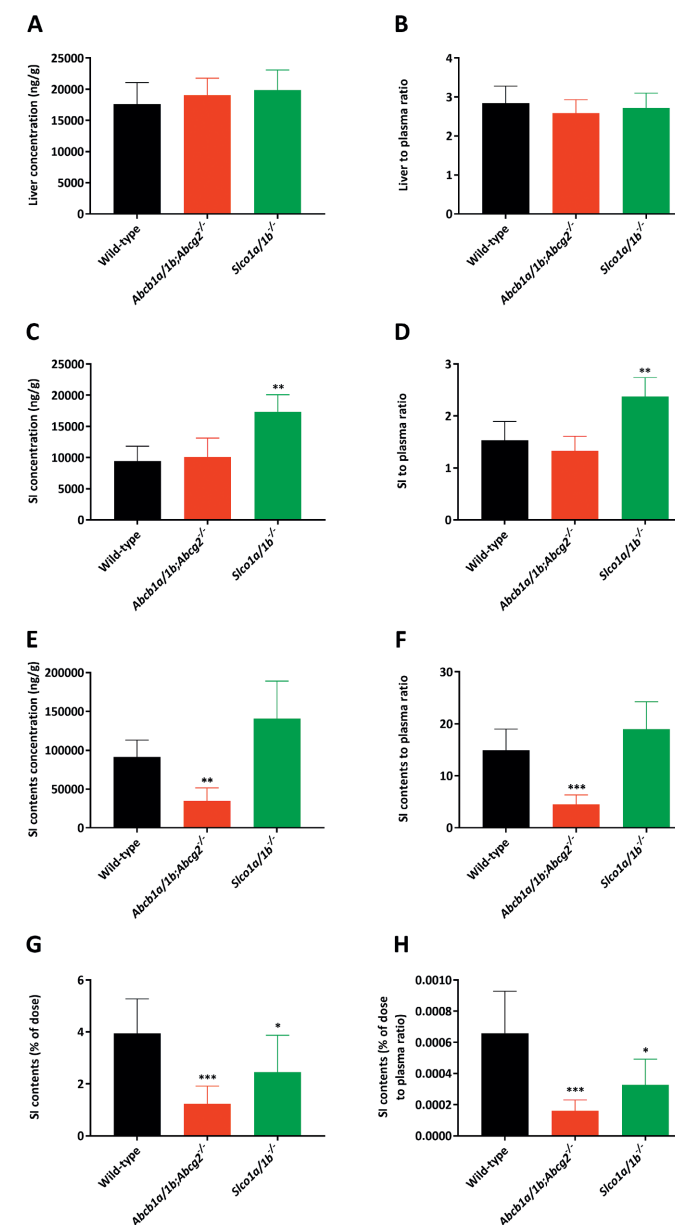 A
Liver concentration (ng/g)
25000
20000
15000
10000
5000
0
Wild-type
Abcb1a/1b;Abcg2-/-
Slco1a/1b-/-
B
Liver to plasma ratio
4
3
2
1
0
Wild-type
Abcb1a/1b;Abcg2-/-
Slco1a/1b-/-
C
SI concentration (ng/g)
25000
20000
15000
10000
5000
0
**
Wild-type
Abcb1a/1b;Abcg2-/-
Slco1a/1b-/-
D
SI to plasma ratio
3
2
1
0
**
Wild-type
Abcb1a/1b;Abcg2-/-
Slco1a/1b-/-
E
SI contents concentration (ng/g)
200000
150000
100000
50000
0
**
Wild-type
Abcb1a/1b;Abcg2-/-
Slco1a/1b-/-
F
SI contents to plasma ratio
30
20
10
0
***
Wild-type
Abcb1a/1b;Abcg2-/-
Slco1a/1b-/-
G
SI contents (% of dose)
6
4
2
0
***
*
Wild-type
Abcb1a/1b;Abcg2-/-
Slco1a/1b-/-
H
SI contents (% of dose
to plasma ratio)
0.0010
0.0008
0.0006
0.0004
0.0002
0.0000
***
*
Wild-type
Abcb1a/1b;Abcg2-/-
Slco1a/1b-/-